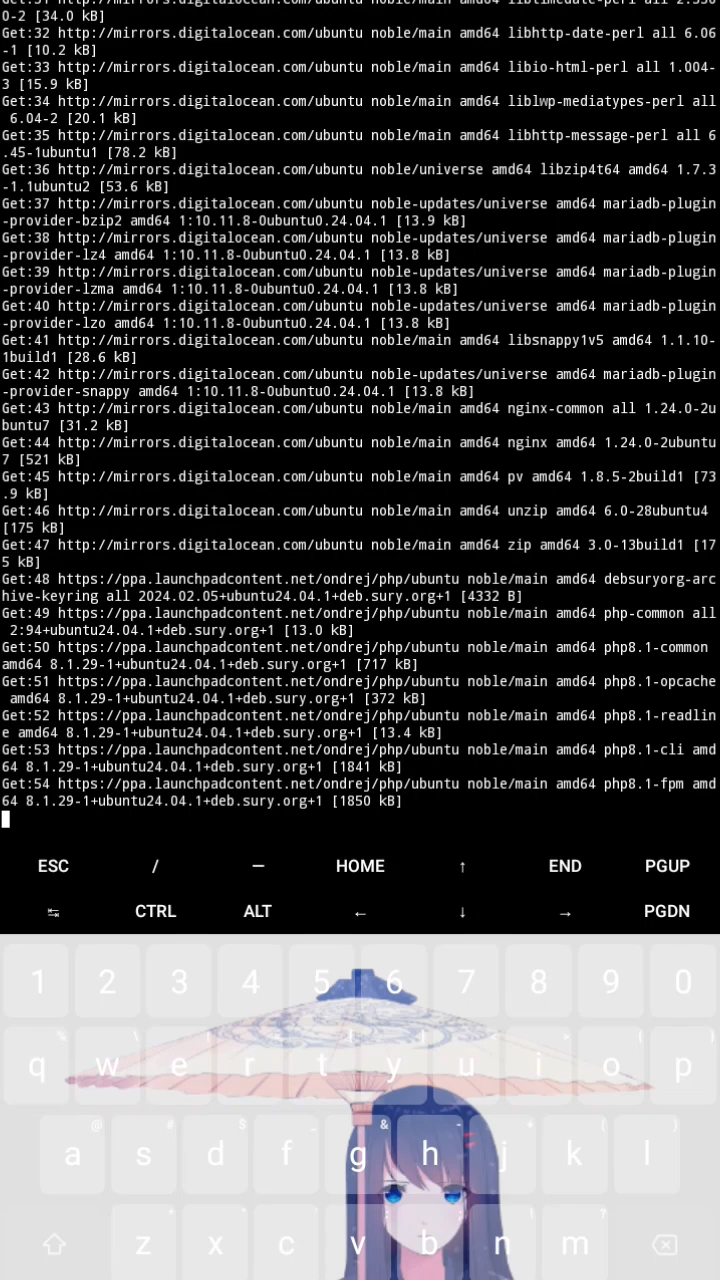 0-2 [34.0 kB]
Get:32 http://mirrors.digitalocean.com/ubuntu noble/main amd64 libhttp-date-perl all 6.06
-1 [10.2 kB]
Get:33 http://mirrors.digitalocean.com/ubuntu noble/main amd64 libio-html-perl all 1.004-
3 [15.9 kB]
Get:34 http://mirrors.digitalocean.com/ubuntu noble/main amd64 liblwp-mediatypes-perl all
 6.04-2 [20.1 kB]
Get:35 http://mirrors.digitalocean.com/ubuntu noble/main amd64 libhttp-message-perl all 6
.45-1ubuntu1 [78.2 kB]
Get:36 http://mirrors.digitalocean.com/ubuntu noble/universe amd64 libzip4t64 amd64 1.7.3
-1.1ubuntu2 [53.6 kB]
Get:37 http://mirrors.digitalocean.com/ubuntu noble-updates/universe amd64 mariadb-plugin
-provider-bzip2 amd64 1:10.11.8-0ubuntu0.24.04.1 [13.9 kB]
Get:38 http://mirrors.digitalocean.com/ubuntu noble-updates/universe amd64 mariadb-plugin
-provider-lz4 amd64 1:10.11.8-0ubuntu0.24.04.1 [13.8 kB]
Get:39 http://mirrors.digitalocean.com/ubuntu noble-updates/universe amd64 mariadb-plugin
-provider-lzma amd64 1:10.11.8-0ubuntu0.24.04.1 [13.8 kB]
Get:40 http://mirrors.digitalocean.com/ubuntu noble-updates/universe amd64 mariadb-plugin
-provider-lzo amd64 1:10.11.8-0ubuntu0.24.04.1 [13.8 kB]
Get:41 http://mirrors.digitalocean.com/ubuntu noble/main amd64 libsnappy1v5 amd64 1.1.10-
1build1 [28.6 kB]
Get:42 http://mirrors.digitalocean.com/ubuntu noble-updates/universe amd64 mariadb-plugin
-provider-snappy amd64 1:10.11.8-0ubuntu0.24.04.1 [13.8 kB]
Get:43 http://mirrors.digitalocean.com/ubuntu noble/main amd64 nginx-common all 1.24.0-2u
buntu7 [31.2 kB]
Get:44 http://mirrors.digitalocean.com/ubuntu noble/main amd64 nginx amd64 1.24.0-2ubuntu
7 [521 kB]
Get:45 http://mirrors.digitalocean.com/ubuntu noble/main amd64 pv amd64 1.8.5-2build1 [73
.9 kB]
Get:46 http://mirrors.digitalocean.com/ubuntu noble/main amd64 unzip amd64 6.0-28ubuntu4
[175 kB]
Get:47 http://mirrors.digitalocean.com/ubuntu noble/main amd64 zip amd64 3.0-13build1 [17
5 kB]
Get:48 https://ppa.launchpadcontent.net/ondrej/php/ubuntu noble/main amd64 debsuryorg-arc
hive-keyring all 2024.02.05+ubuntu24.04.1+deb.sury.org+1 [4332 B]
Get:49 https://ppa.launchpadcontent.net/ondrej/php/ubuntu noble/main amd64 php-common all
 2:94+ubuntu24.04.1+deb.sury.org+1 [13.0 kB]
Get:50 https://ppa.launchpadcontent.net/ondrej/php/ubuntu noble/main amd64 php8.1-common
amd64 8.1.29-1+ubuntu24.04.1+deb.sury.org+1 [717 kB]
Get:51 https://ppa.launchpadcontent.net/ondrej/php/ubuntu noble/main amd64 php8.1-opcache
 amd64 8.1.29-1+ubuntu24.04.1+deb.sury.org+1 [372 kB]
Get:52 https://ppa.launchpadcontent.net/ondrej/php/ubuntu noble/main amd64 php8.1-readlin
e amd64 8.1.29-1+ubuntu24.04.1+deb.sury.org+1 [13.4 kB]
Get:53 https://ppa.launchpadcontent.net/ondrej/php/ubuntu noble/main amd64 php8.1-cli amd
64 8.1.29-1+ubuntu24.04.1+deb.sury.org+1 [1841 kB]
Get:54 https://ppa.launchpadcontent.net/ondrej/php/ubuntu noble/main amd64 php8.1-fpm amd
64 8.1.29-1+ubuntu24.04.1+deb.sury.org+1 [1850 kB]
ESC / — HOME ↑ END PGUP
↹ CTRL ALT ← ↓ → PGDN
1 2 3 4 5 6 7 8 9 0
q w e r t y u i o p
a s d f g h j k l
z x c v b n m